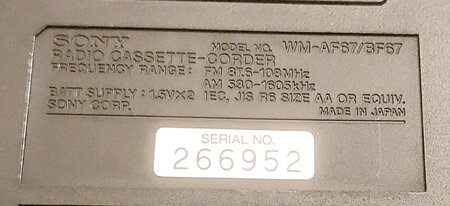 SONY MODEL NO. WM-AF67/BF67
RADIO CASSETTE-CORDER
FREQUENCY RANGE: FM 87.6-108MHz
AM 530-1605kHz
BATT SUPPLY: 1.5V×2 IEC, JIS R6 SIZE AA OR EQUIV.
SONY CORP. MADE IN JAPAN
SERIAL NO.
266952